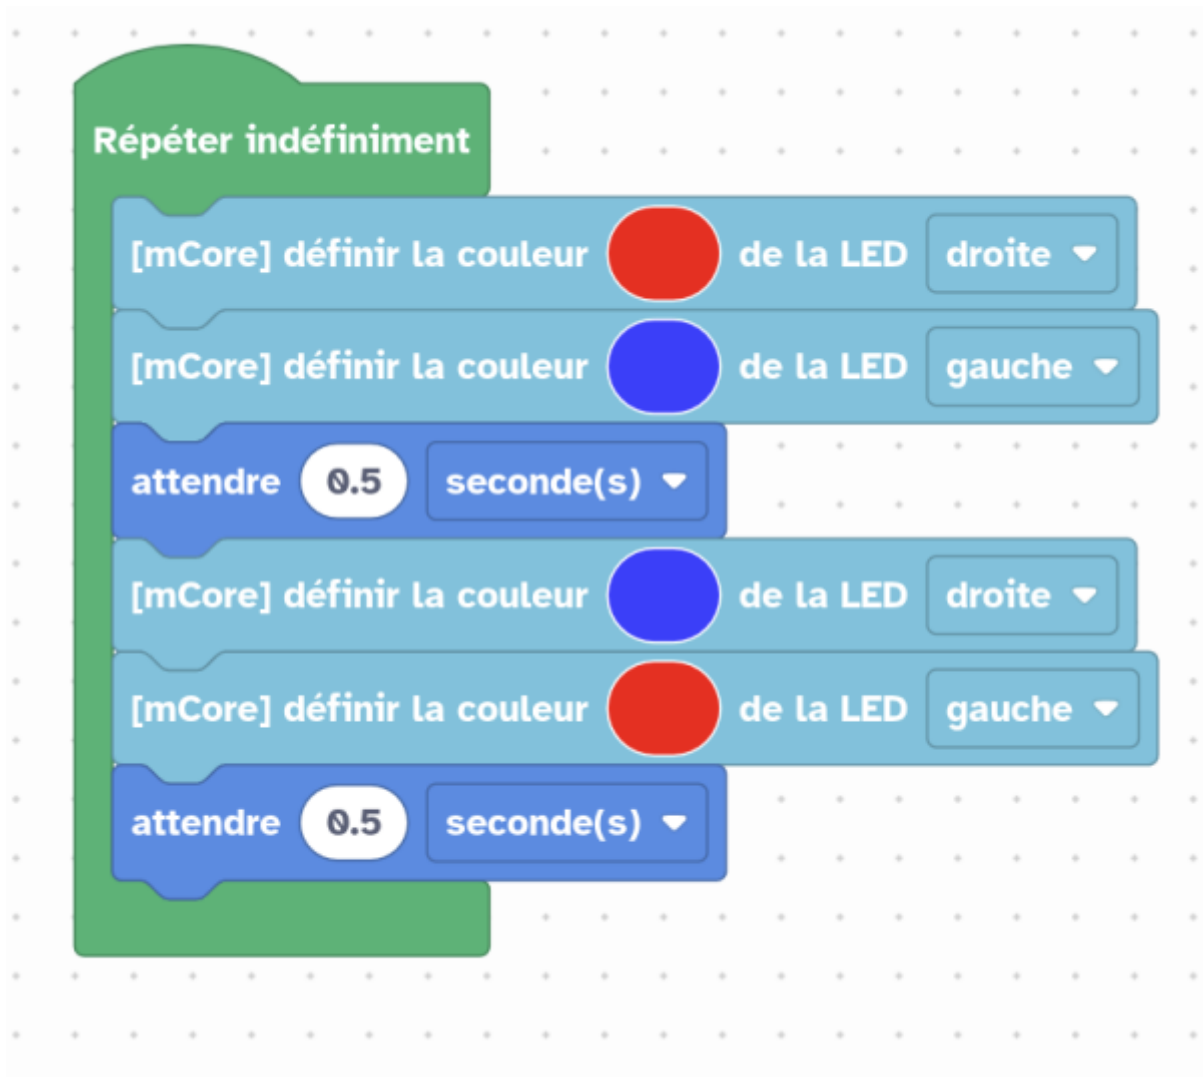 Répéter indéfiniment
[mCore] définir la couleur de la LED droite
[mCore] définir la couleur de la LED gauche
attendre 0.5 seconde(s)
[mCore] définir la couleur de la LED droite
[mCore] définir la couleur de la LED gauche
attendre 0.5 seconde(s)